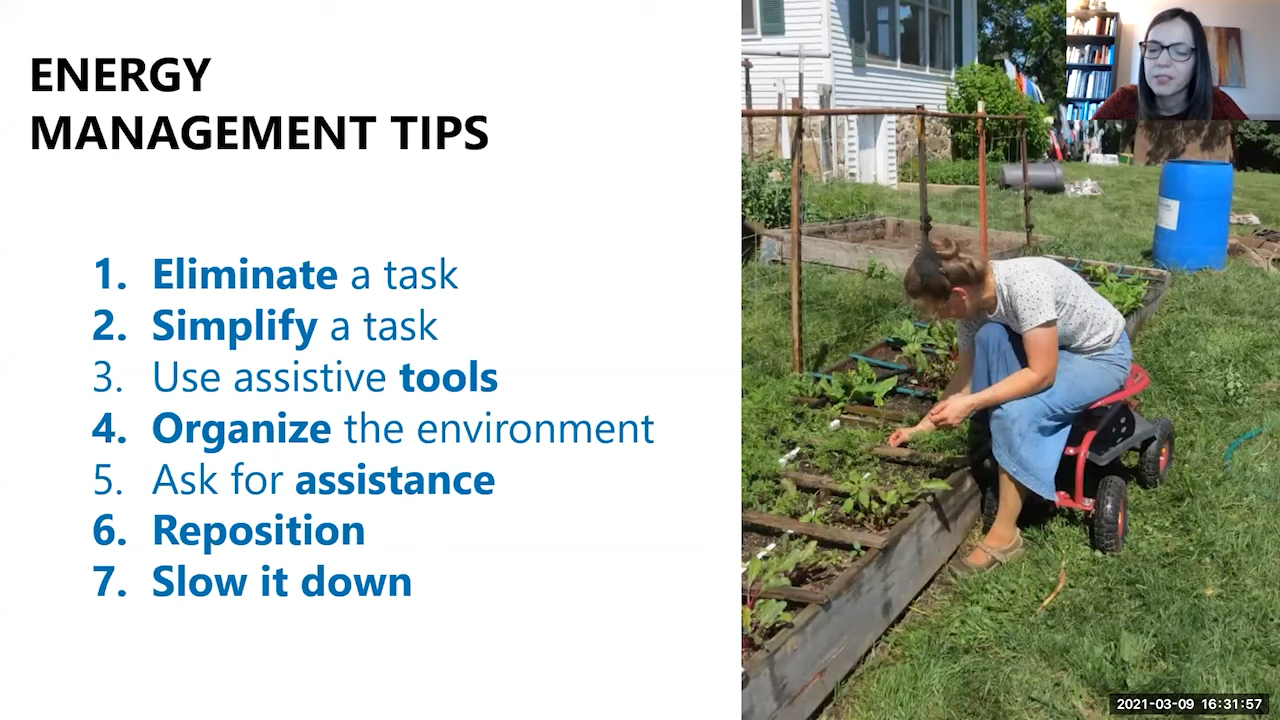 ENERGY
MANAGEMENT TIPS
1. Eliminate a task
2. Simplify a task
3. Use assistive tools
4. Organize the environment
5. Ask for assistance
6. Reposition
7. Slow it down
2021-03-09 16:31:57